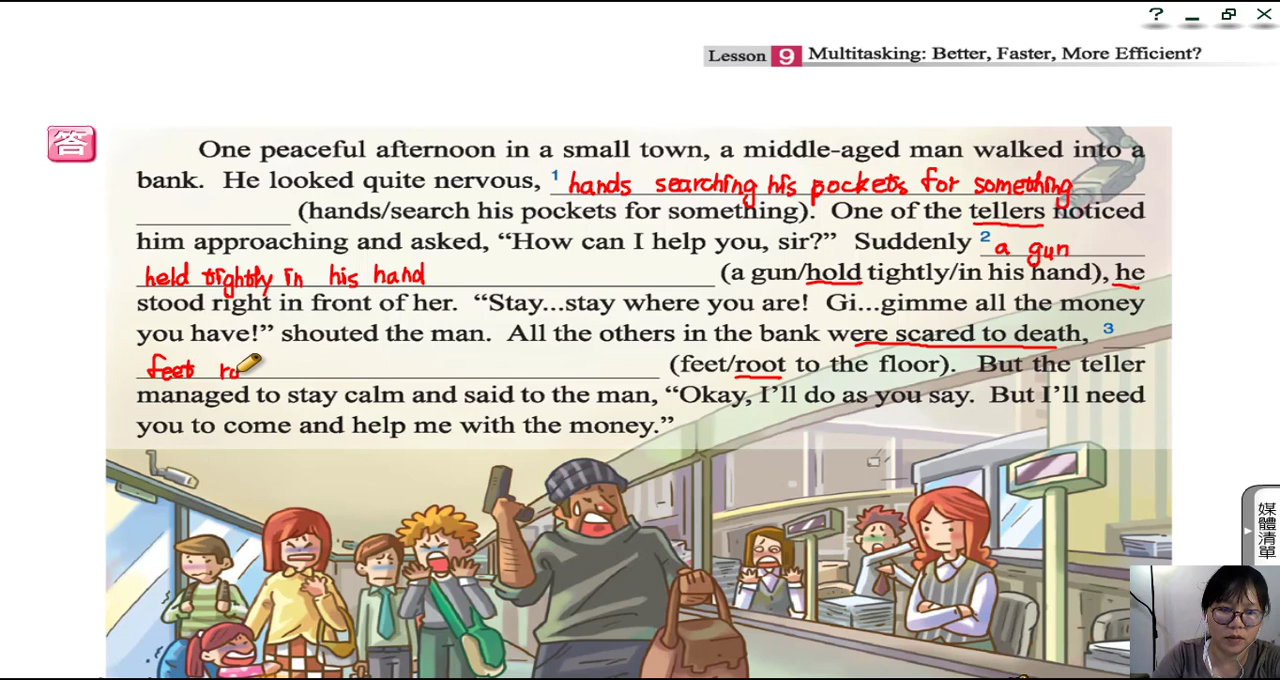 Lesson 9 Multitasking: Better, Faster, More Efficient?
答
One peaceful afternoon in a small town, a middle-aged man walked into a
bank. He looked quite nervous, 1 hands searching his pockets for something
(hands/search his pockets for something). One of the tellers noticed
him approaching and asked, “How can I help you, sir?” Suddenly 2 a gun
held tightly in his hand (a gun/hold tightly/in his hand), he
stood right in front of her. “Stay...stay where you are! Gi...gimme all the money
you have!” shouted the man. All the others in the bank were scared to death, 3
feet ro (feet/root to the floor). But the teller
managed to stay calm and said to the man, “Okay, I’ll do as you say. But I’ll need
you to come and help me with the money.”
媒體清單